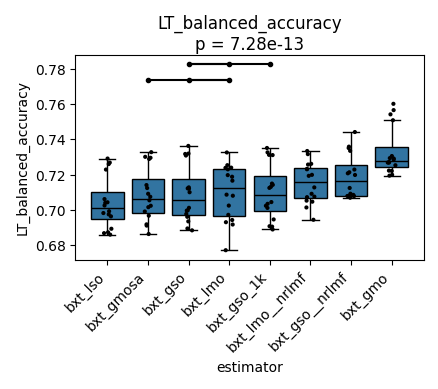 LT_balanced_accuracy
p = 7.28e-13
LT_balanced_accuracy
0.78
0.76
0.74
0.72
0.70
0.68
bxt_lso
bxt_gmosa
bxt_gso
bxt_lmo
bxt_gso_1k
bxt_lmo__nrlmf
bxt_gso__nrlmf
bxt_gmo
estimator